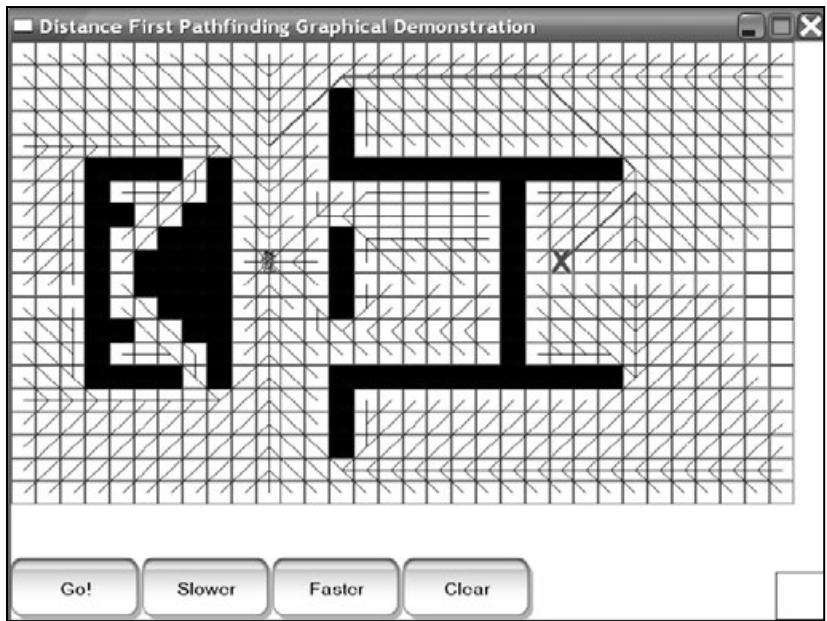 Distance First Pathfinding Graphical Demonstration
X
Go! Slower Faster Clear